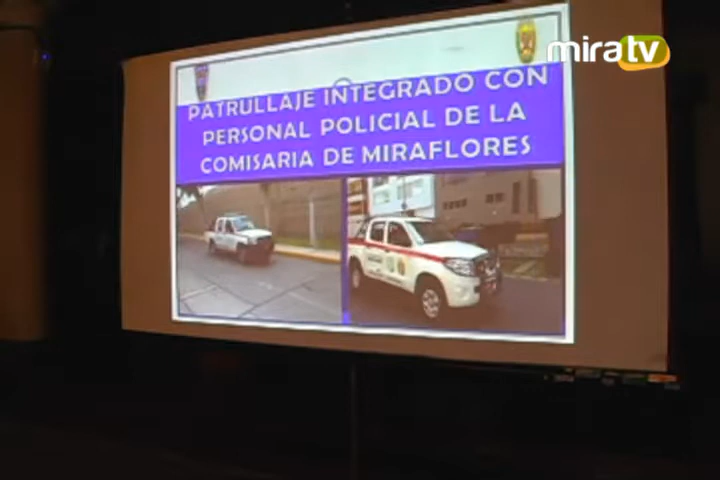 miratv
PATRULLAJE INTEGRADO CON
PERSONAL POLICIAL DE LA
COMISARIA DE MIRAFLORES